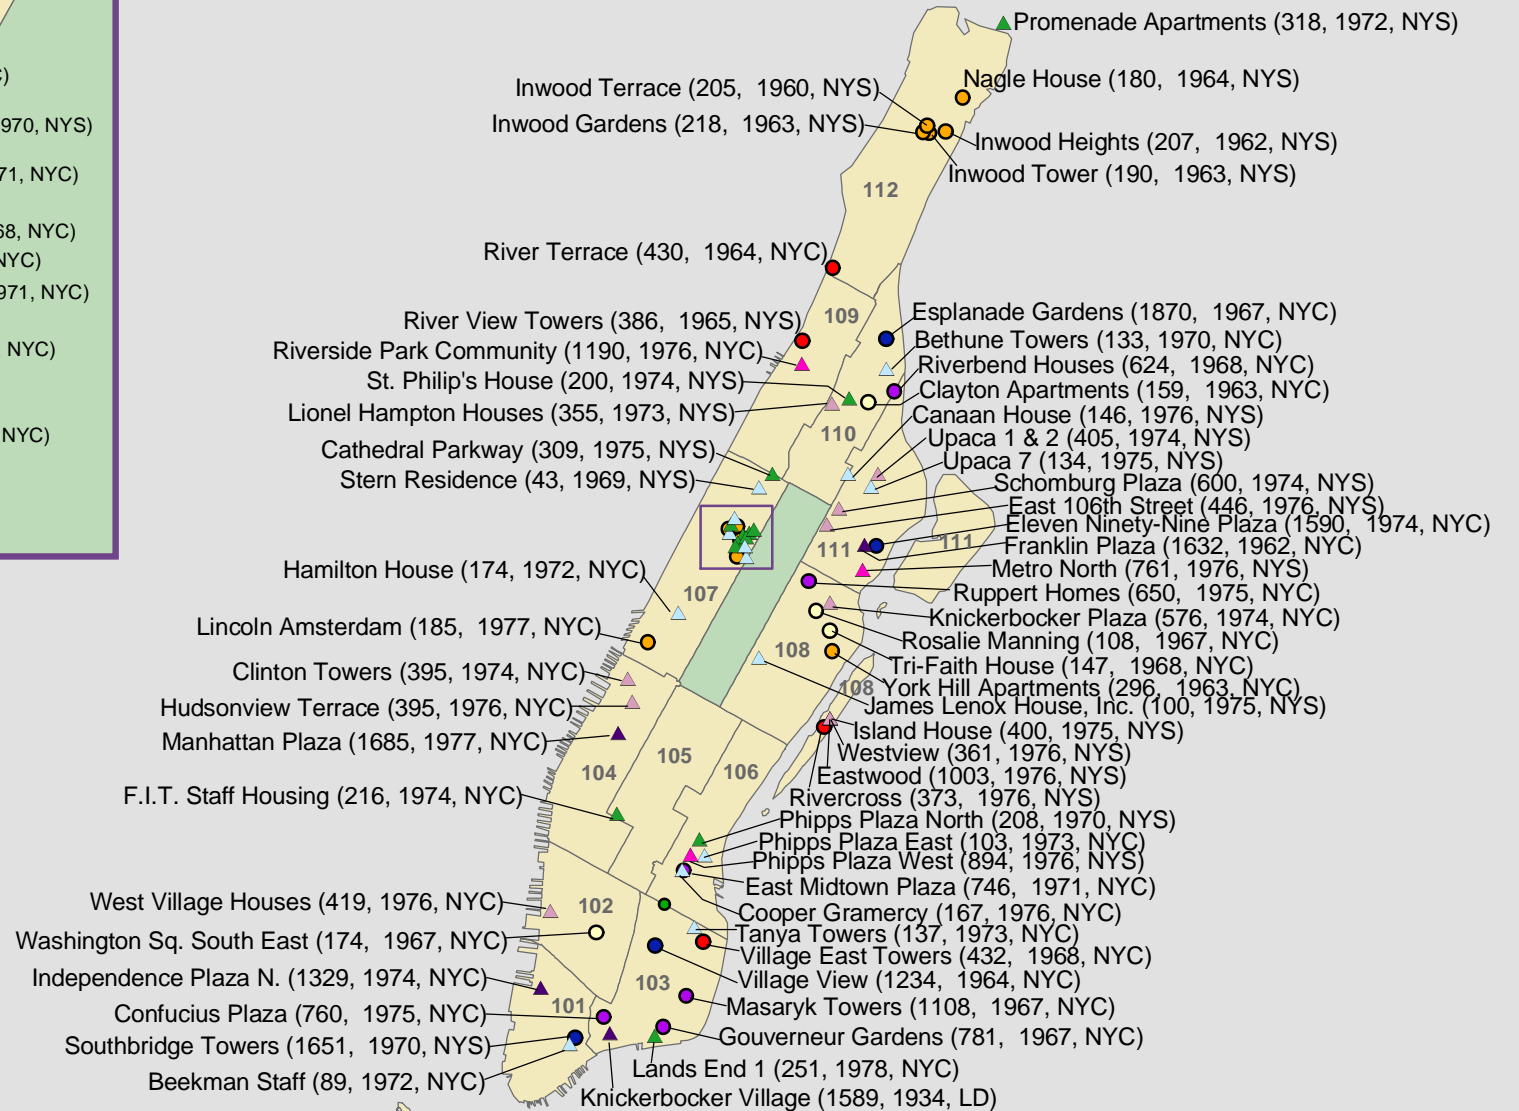 Promenade Apartments (318, 1972, NYS)
Nagle House (180, 1964, NYS)
Inwood Terrace (205, 1960, NYS)
Inwood Gardens (218, 1963, NYS)
Inwood Heights (207, 1962, NYS)
Inwood Tower (190, 1963, NYS)
112
River Terrace (430, 1964, NYC)
109
Esplanade Gardens (1870, 1967, NYC)
River View Towers (386, 1965, NYS)
Bethune Towers (133, 1970, NYC)
Riverside Park Community (1190, 1976, NYC)
Riverbend Houses (624, 1968, NYC)
St. Philip's House (200, 1974, NYS)
Clayton Apartments (159, 1963, NYC)
Lionel Hampton Houses (355, 1973, NYS)
Canaan House (146, 1976, NYS)
110
Upaca 1 & 2 (405, 1974, NYS)
Cathedral Parkway (309, 1975, NYS)
Upaca 7 (134, 1975, NYS)
Stern Residence (43, 1969, NYS)
Schomburg Plaza (600, 1974, NYS)
East 106th Street (446, 1976, NYS)
Eleven Ninety-Nine Plaza (1590, 1974, NYC)
111
111
Franklin Plaza (1632, 1962, NYC)
Hamilton House (174, 1972, NYC)
Metro North (761, 1976, NYS)
107
Ruppert Homes (650, 1975, NYC)
Knickerbocker Plaza (576, 1974, NYC)
Lincoln Amsterdam (185, 1977, NYC)
Rosalie Manning (108, 1967, NYC)
108
Tri-Faith House (147, 1968, NYC)
Clinton Towers (395, 1974, NYC)
108
York Hill Apartments (296, 1963, NYC)
Hudsonview Terrace (395, 1976, NYC)
James Lenox House, Inc. (100, 1975, NYS)
Island House (400, 1975, NYS)
Manhattan Plaza (1685, 1977, NYC)
Westview (361, 1976, NYS)
104
105
106
Eastwood (1003, 1976, NYS)
F.I.T. Staff Housing (216, 1974, NYC)
Rivercross (373, 1976, NYS)
Phipps Plaza North (208, 1970, NYS)
Phipps Plaza East (103, 1973, NYC)
Phipps Plaza West (894, 1976, NYS)
East Midtown Plaza (746, 1971, NYC)
West Village Houses (419, 1976, NYC)
102
Cooper Gramercy (167, 1976, NYC)
Washington Sq. South East (174, 1967, NYC)
Tanya Towers (137, 1973, NYC)
Village East Towers (432, 1968, NYC)
Independence Plaza N. (1329, 1974, NYC)
103
Village View (1234, 1964, NYC)
101
Masaryk Towers (1108, 1967, NYC)
Confucius Plaza (760, 1975, NYC)
Gouverneur Gardens (781, 1967, NYC)
Southbridge Towers (1651, 1970, NYS)
Lands End 1 (251, 1978, NYC)
Beekman Staff (89, 1972, NYC)
Knickerbocker Village (1589, 1934, LD)
970, NYS)
71, NYC)
68, NYC)
NYC)
971, NYC)
NYC)
NYC)